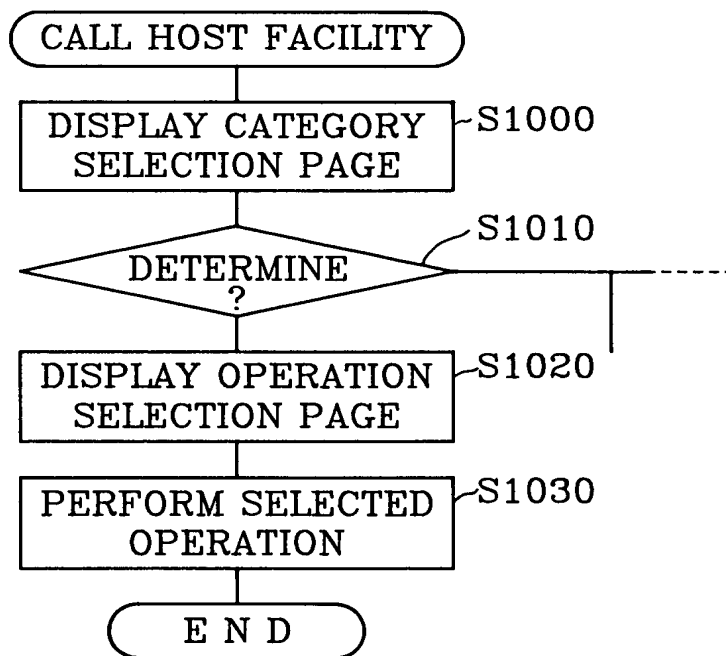 CALL HOST FACILITY
DISPLAY CATEGORY
SELECTION PAGE
S1000
DETERMINE
?
S1010
DISPLAY OPERATION
SELECTION PAGE
S1020
PERFORM SELECTED
OPERATION
S1030
END